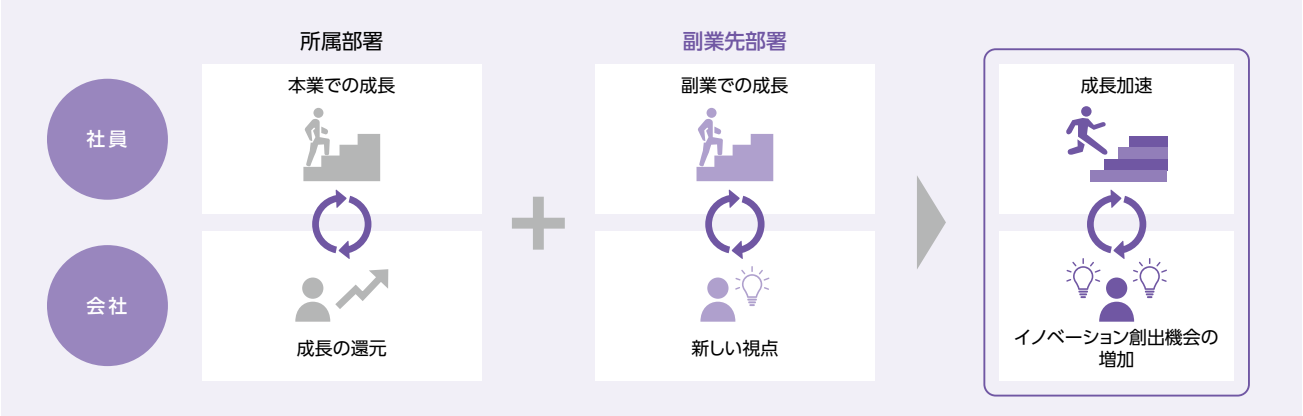 所属部署
副業先部署
社員
本業での成長
副業での成長
成長加速
会社
成長の還元
新しい視点
イノベーション創出機会の
増加